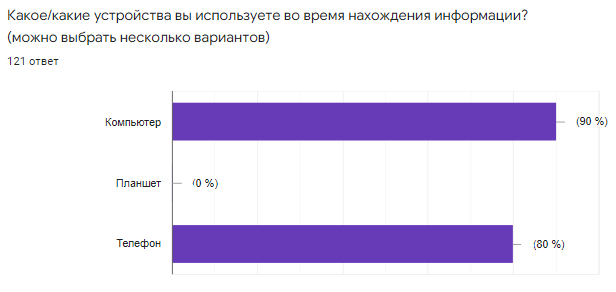 Какое/какие устройства вы используете во время нахождения информации?
(можно выбрать несколько вариантов)
121 ответ
Компьютер
(90 %)
Планшет
(0 %)
Телефон
(80 %)